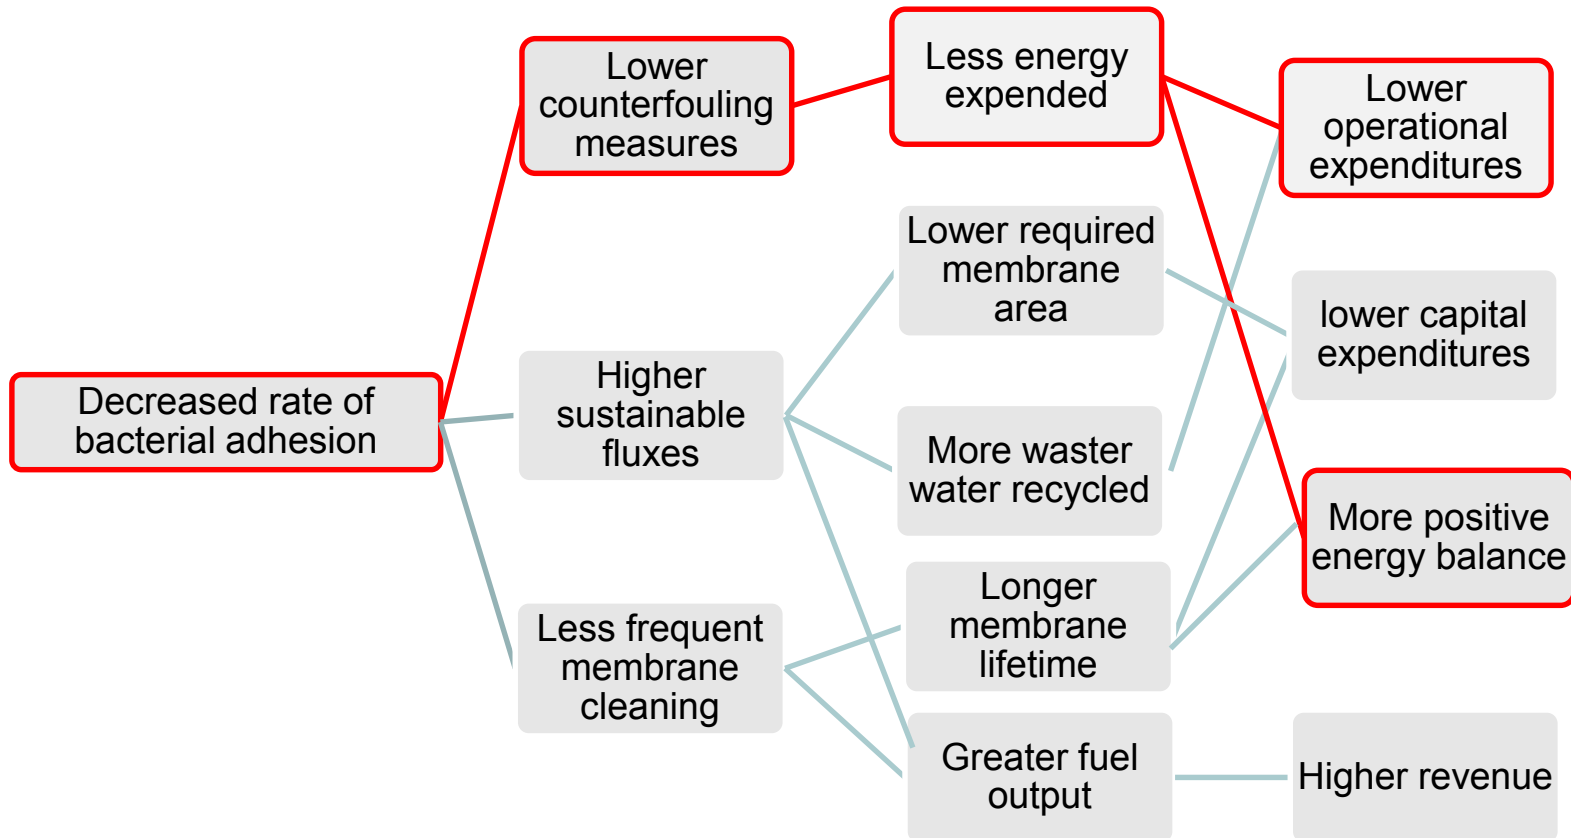 Decreased rate of
bacterial adhesion
Lower
counterfouling
measures
Higher
sustainable
fluxes
Less frequent
membrane
cleaning
Less energy
expended
Lower required
membrane
area
More waster
water recycled
Longer
membrane
lifetime
Greater fuel
output
Lower
operational
expenditures
lower capital
expenditures
More positive
energy balance
Higher revenue